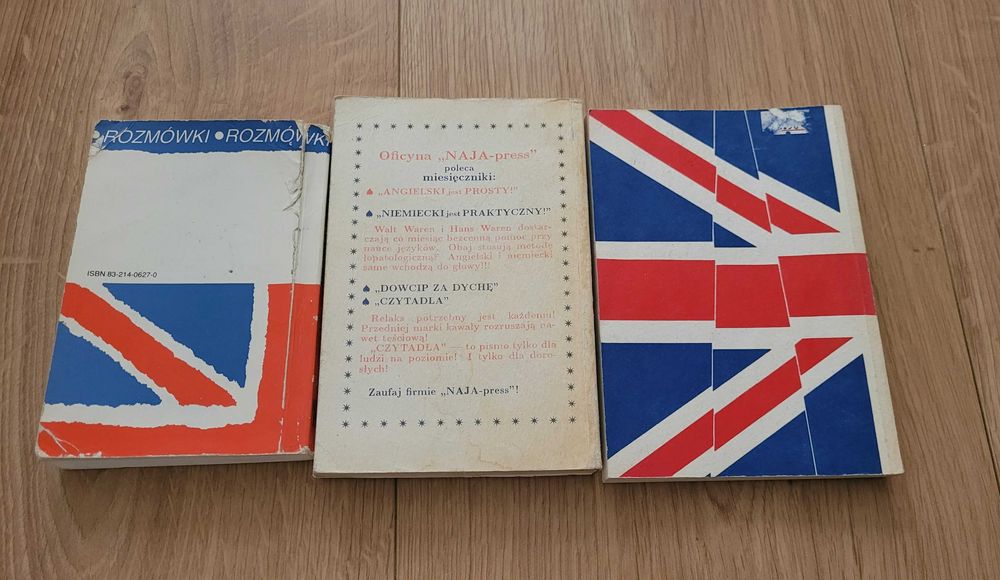 ROZMÓWKI • ROZMÓWKI
ISBN 83-214-0627-0
Oficyna „NAJA-press"
poleca
miesięczniki:
♠ „ANGIELSKI jest PROSTY!"
♠ „NIEMIECKI jest PRAKTYCZNY!"
Walt Waren i Hans Waren dostar-
czają co miesiąc bezcenną pomoc przy
nauce języków. Obaj stosują metodę
łopatologiczną! Angielski i niemiecki
same wchodzą do głowy!!!
♠ „DOWCIP ZA DYCHĘ"
♠ „CZYTADŁA"
Relaks potrzebny jest każdemu!
Przedniej marki kawały rozruszają na-
wet teściową!
„CZYTADŁA" — to pismo tylko dla
ludzi na poziomie! I tylko dla doro-
słych!
Zaufaj firmie „NAJA-press"!